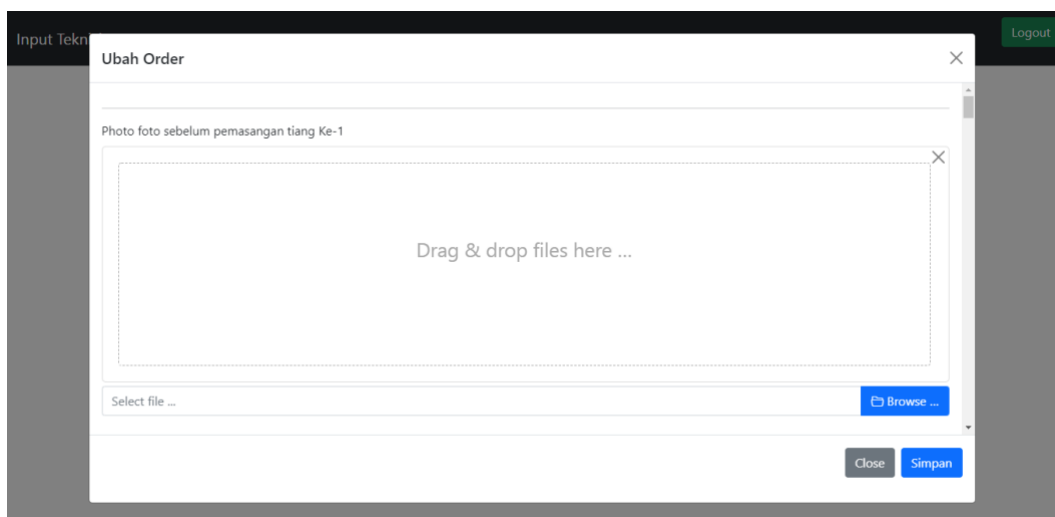 Input
Logout
Ubah Order
Photo foto sebelum pemasangan tiang Ke-1
Drag & drop files here ...
Select file ...
Browse ...
Close
Simpan